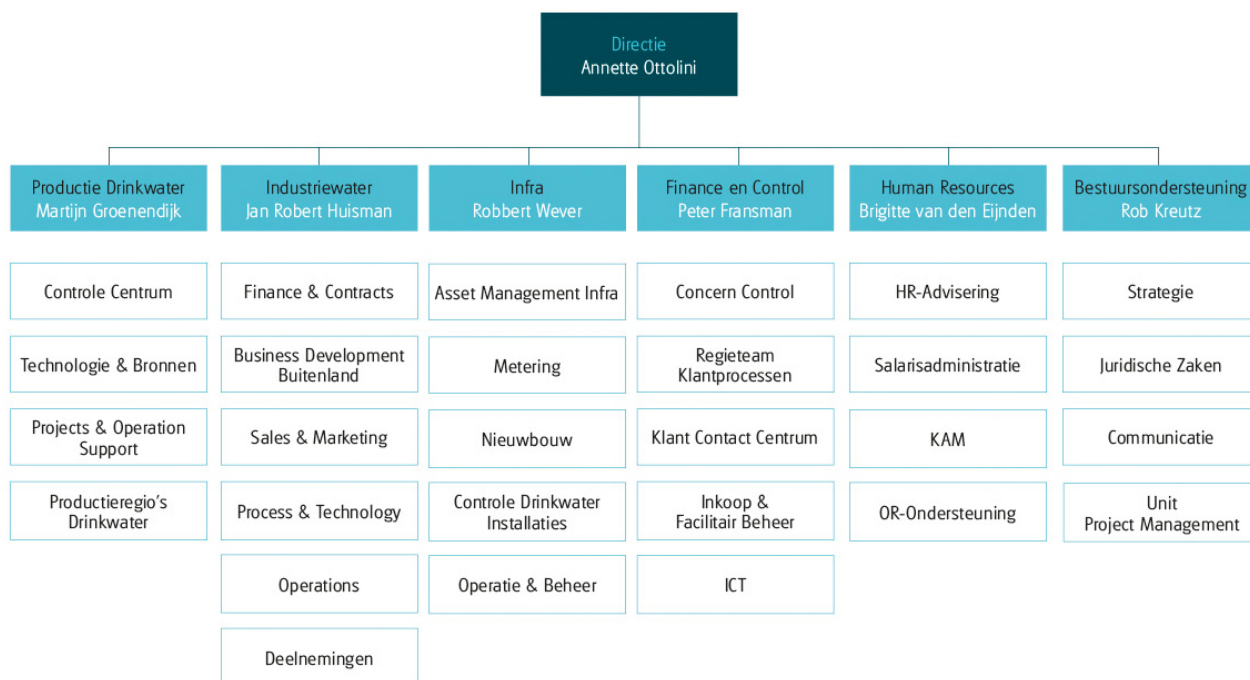 Directie
Annette Ottolini
Productie Drinkwater
Martijn Groenendijk
Industriewater
Jan Robert Huisman
Infra
Robbert Wever
Finance en Control
Peter Fransman
Human Resources
Brigitte van den Eijnden
Bestuursondersteuning
Rob Kreutz
Controle Centrum
Technologie & Bronnen
Projects & Operation
Support
Productieregio's
Drinkwater
Finance & Contracts
Business Development
Buitenland
Sales & Marketing
Process & Technology
Operations
Deelnemingen
Asset Management Infra
Metering
Nieuwbouw
Controle Drinkwater
Installaties
Operatie & Beheer
Concern Control
Regieteam
Klantprocessen
Klant Contact Centrum
Inkoop &
Facilitair Beheer
ICT
HR-Advisering
Salarisadministratie
KAM
OR-Ondersteuning
Strategie
Juridische Zaken
Communicatie
Unit
Project Management